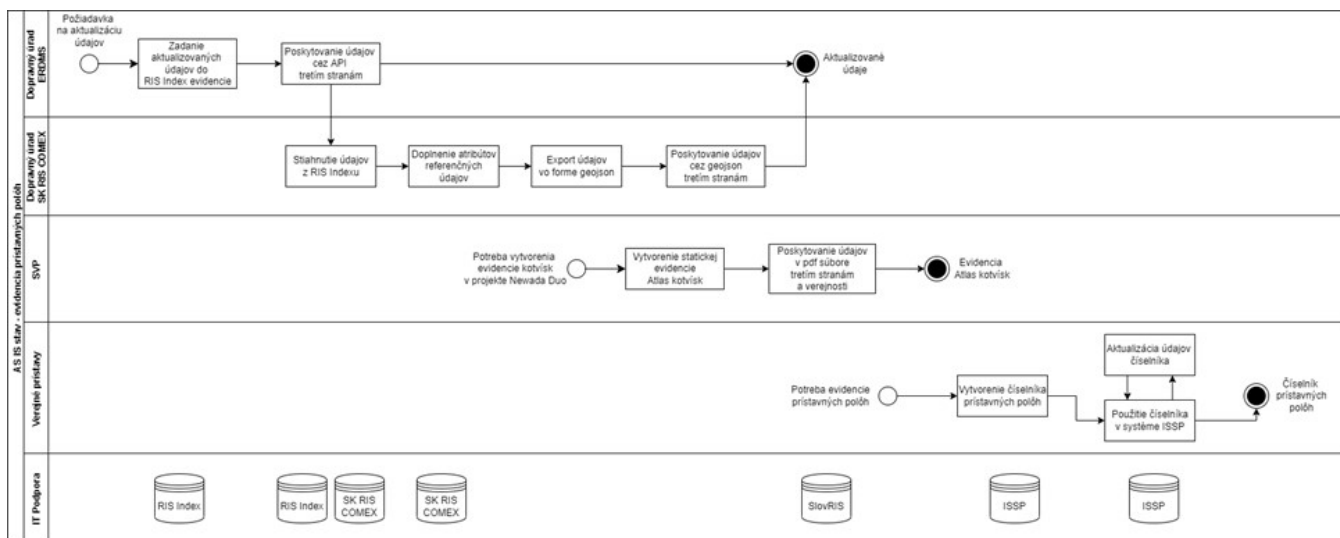 AS IS stav - evidencia prístavných polôh
Dopravný úrad
ERDMS
Požiadavka
na aktualizáciu
údajov
Zadanie
aktualizovaných
údajov do
RIS Index evidencie
Poskytovanie údajov
cez API
tretím stranám
Aktualizované
údaje
Dopravný úrad
SK RIS COMEX
Stiahnutie údajov
z RIS Indexu
Doplnenie atribútov
referenčných
údajov
Export údajov
vo forme geojson
Poskytovanie údajov
cez geojson
tretím stranám
SVP
Potreba vytvorenia
evidencie kotvísk
v projekte Newada Duo
Vytvorenie statickej
evidencie
Atlas kotvísk
Poskytovanie údajov
v pdf súbore
tretím stranám
a verejnosti
Evidencia
Atlas kotvísk
Verejné prístavy
Potreba evidencie
prístavných polôh
Vytvorenie číselníka
prístavných polôh
Aktualizácia údajov
číselníka
Použitie číselníka
v systéme ISSP
Číselník
prístavných
polôh
IT Podpora
RIS Index
RIS Index
SK RIS
COMEX
SK RIS
COMEX
SlovRIS
ISSP
ISSP